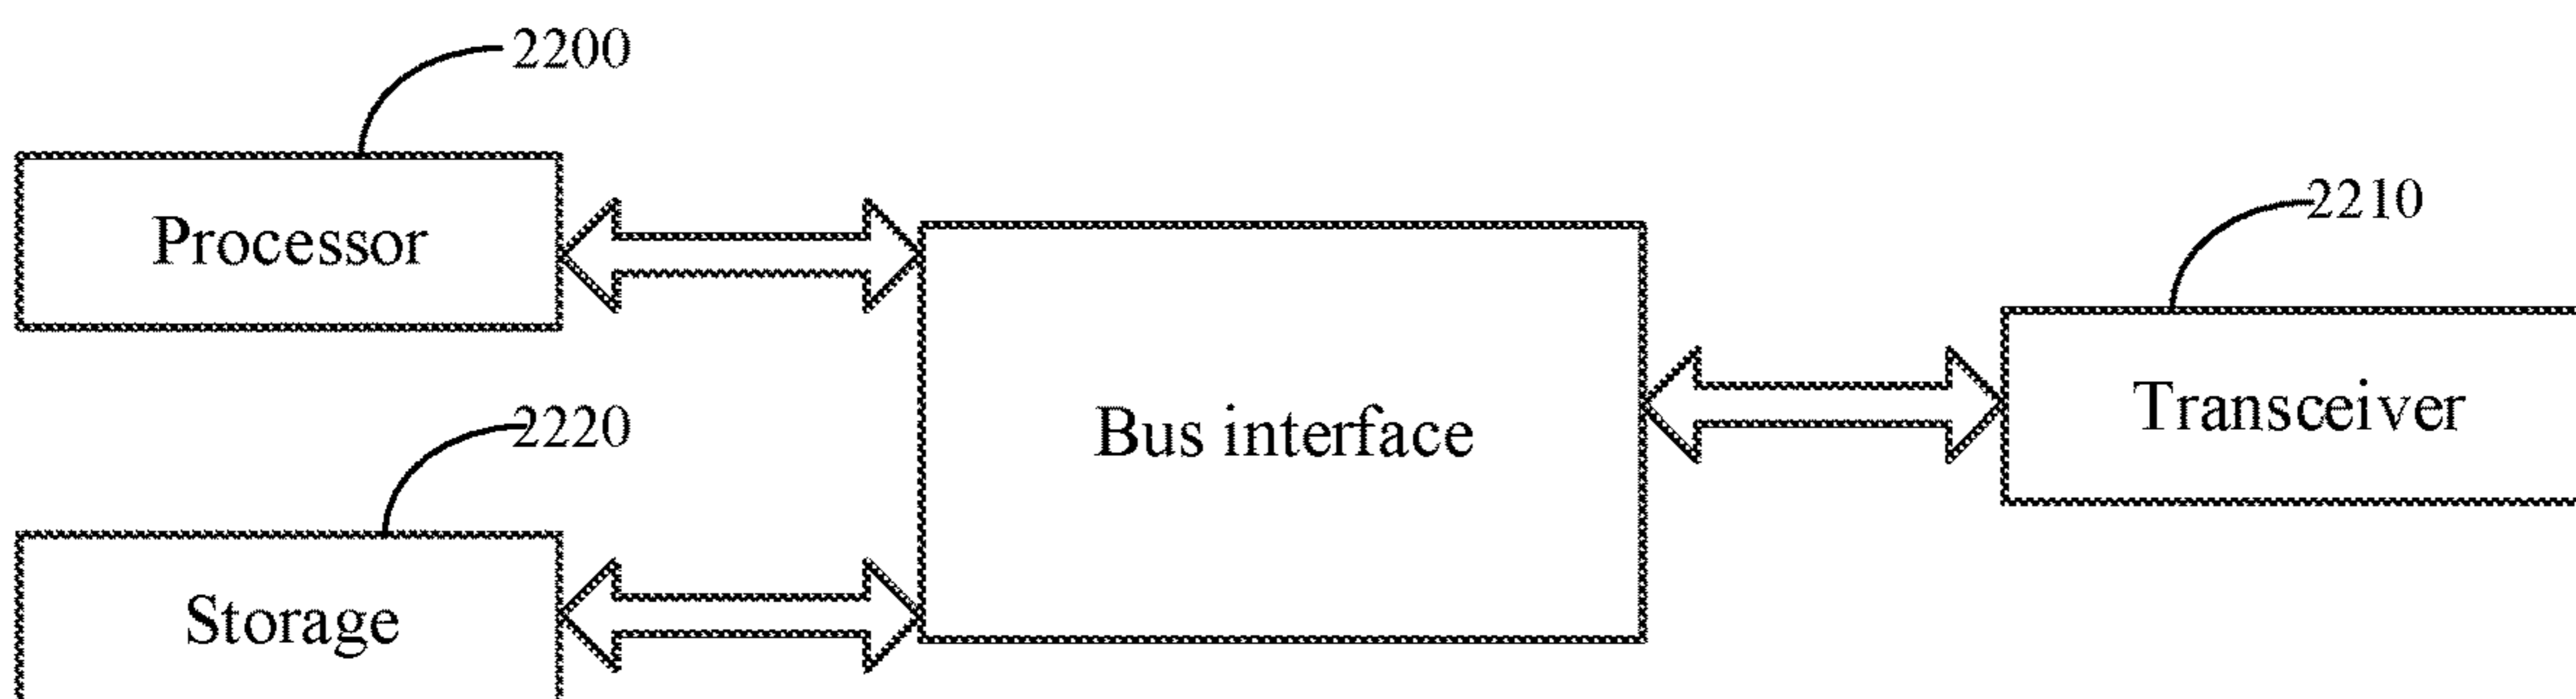 2200
Processor
2210
Transceiver
Bus interface
2220
Storage